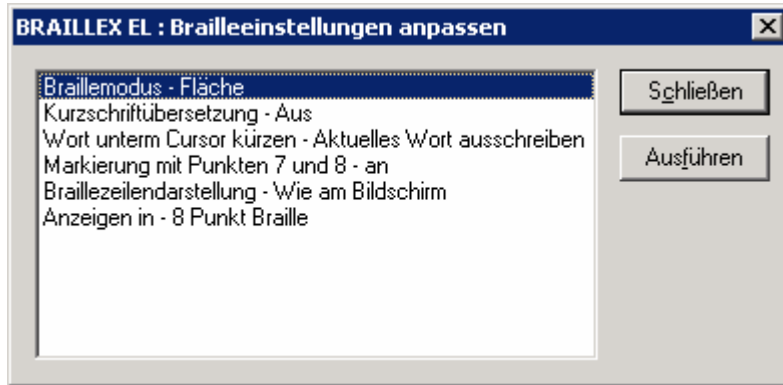 BRAILLEX EL : Brailleeinstellungen anpassen
Braillemodus - Fläche
Kurzschriftübersetzung - Aus
Wort unterm Cursor kürzen - Aktuelles Wort ausschreiben
Markierung mit Punkten 7 und 8 - an
Braillezeilendarstellung - Wie am Bildschirm
Anzeigen in - 8 Punkt Braille
Schließen
Ausführen